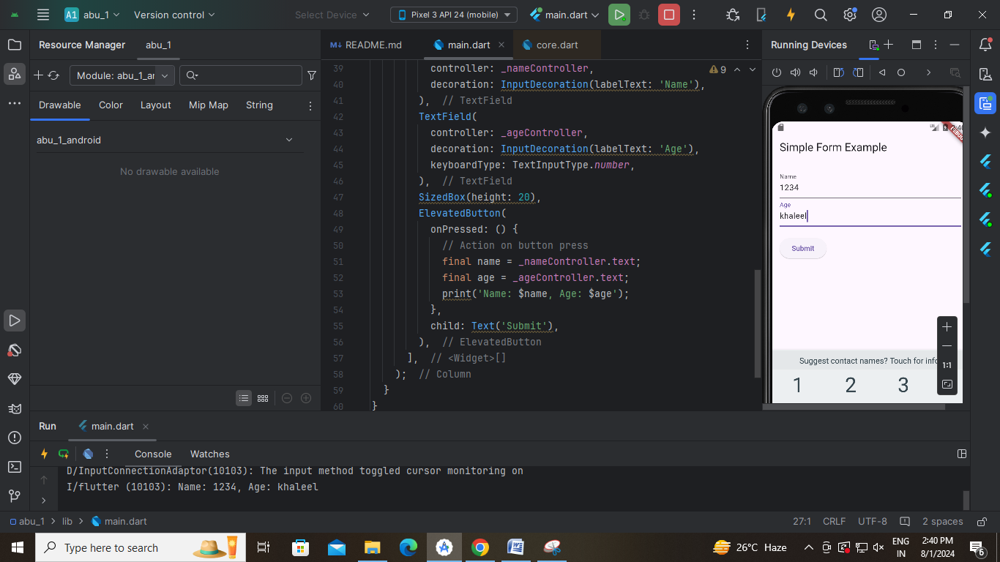 A1 abu_1 Version control Select Device Pixel 3 API 24 (mobile) main.dart
Resource Manager abu_1
README.md main.dart core.dart
Running Devices
Module: abu_1_ar
Drawable Color Layout Mip Map String
abu_1_android
No drawable available
9
39 controller: _nameController,
40 decoration: InputDecoration(labelText: 'Name'),
41 ), // TextField
42 TextField(
43 controller: _ageController,
44 decoration: InputDecoration(labelText: 'Age'),
45 keyboardType: TextInputType.number,
46 ), // TextField
47 SizedBox(height: 20),
48 ElevatedButton(
49 onPressed: () {
50 // Action on button press
51 final name = _nameController.text;
52 final age = _ageController.text;
53 print('Name: $name, Age: $age');
54 },
55 child: Text('Submit'),
56 ), // ElevatedButton
57 ], // <Widget>[]
58 ); // Column
59 }
60 }
Simple Form Example
Name
1234
Age
khaleel
Submit
Suggest contact names? Touch for info
1 2 3
1:1
Run main.dart
Console Watches
D/InputConnectionAdaptor(10103): The input method toggled cursor monitoring on
I/flutter (10103): Name: 1234, Age: khaleel
abu_1 > lib > main.dart
27:1 CRLF UTF-8 2 spaces
Type here to search
26°C Haze
ENG
IN
2:40 PM
8/1/2024
6